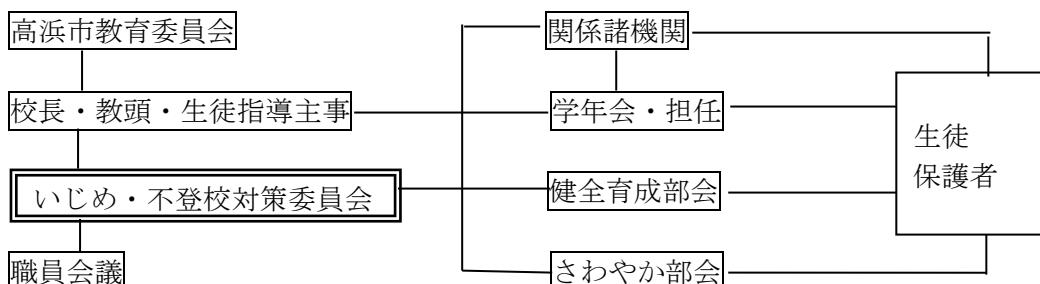 高浜市教育委員会
関係諸機関
校長・教頭・生徒指導主事
学年会・担任
生徒
保護者
いじめ・不登校対策委員会
健全育成部会
職員会議
さわやか部会